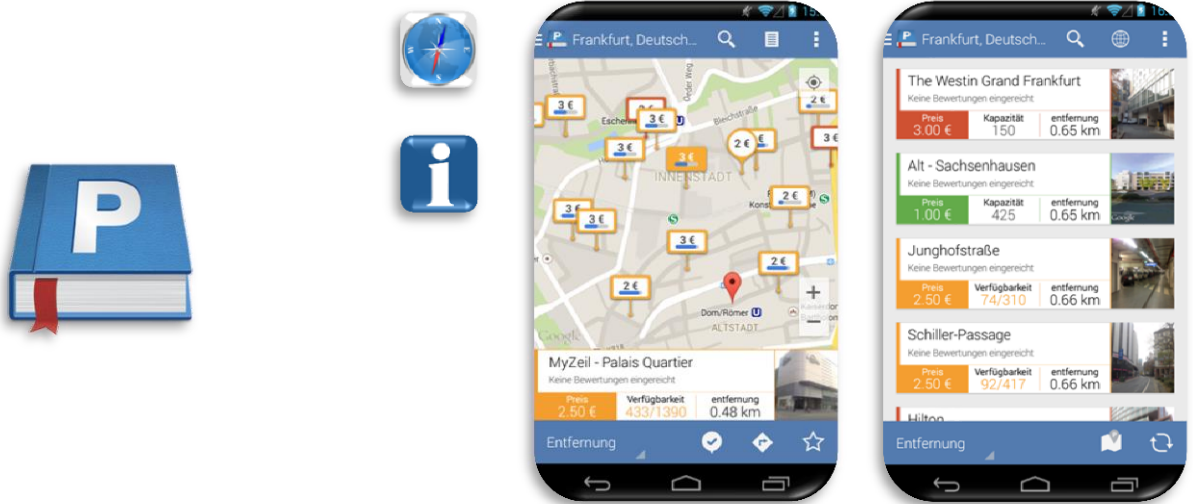 P
i
Frankfurt, Deutsch...
Bleichstraße
2 €
3 €
3 €
3 €
2 €
3 €
3 €
3 €
INNENSTADT
2 €
3 €
3 €
3 €
2 €
2 €
Dom/Römer U
ALTSTADT
Google
MyZeil - Palais Quartier
Keine Bewertungen eingereicht
Preis Verfügbarkeit entfernung
2.50 € 433/1390 0.48 km
Entfernung
Frankfurt, Deutsch...
The Westin Grand Frankfurt
Keine Bewertungen eingereicht
Preis Kapazität entfernung
3.00 € 150 0.65 km
Alt - Sachsenhausen
Keine Bewertungen eingereicht
Preis Kapazität entfernung
1.00 € 425 0.65 km
Google
Junghofstraße
Keine Bewertungen eingereicht
Preis Verfügbarkeit entfernung
2.50 € 74/310 0.66 km
Schiller-Passage
Keine Bewertungen eingereicht
Preis Verfügbarkeit entfernung
2.50 € 92/417 0.66 km
Hilton
Entfernung